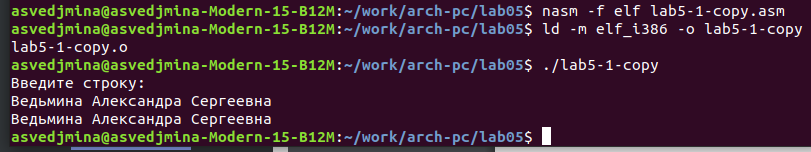 asvedjmina@asvedjmina-Modern-15-B12M:~/work/arch-pc/lab05$ nasm -f elf lab5-1-copy.asm
asvedjmina@asvedjmina-Modern-15-B12M:~/work/arch-pc/lab05$ ld -m elf_i386 -o lab5-1-copy
lab5-1-copy.o
asvedjmina@asvedjmina-Modern-15-B12M:~/work/arch-pc/lab05$ ./lab5-1-copy
Введите строку:
Ведьмина Александра Сергеевна
Ведьмина Александра Сергеевна
asvedjmina@asvedjmina-Modern-15-B12M:~/work/arch-pc/lab05$